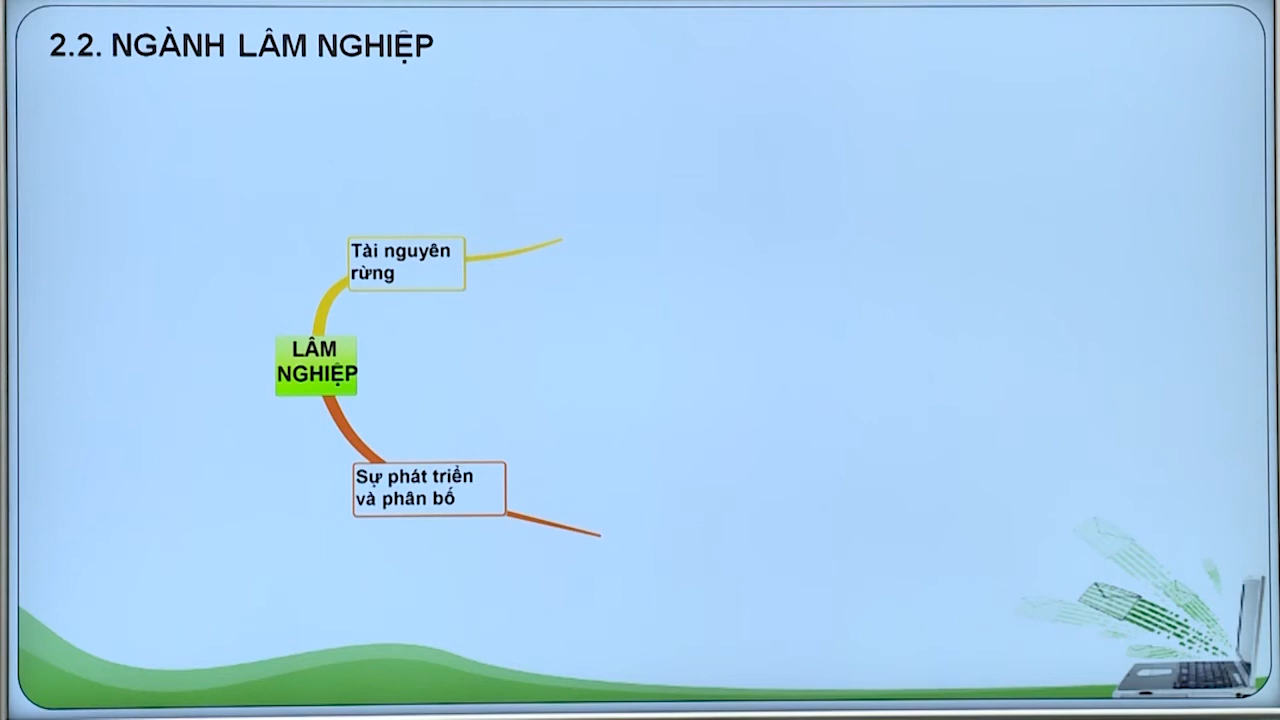 2.2. NGÀNH LÂM NGHIỆP
Tài nguyên
rừng
LÂM
NGHIỆP
Sự phát triển
và phân bố